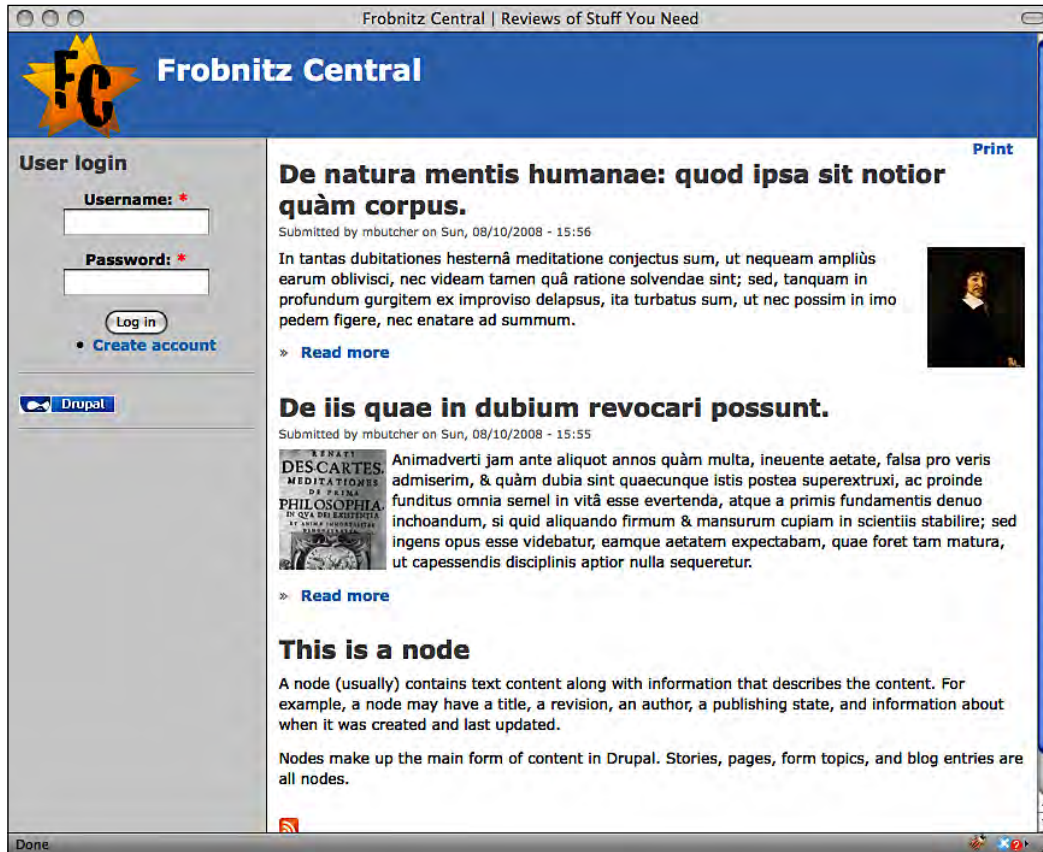 Frobnitz Central | Reviews of Stuff You Need
FC
Frobnitz Central
User login
Username: *
Password: *
Log in
• Create account
Drupal
Print
De natura mentis humanae: quod ipsa sit notior
quàm corpus.
Submitted by mbutcher on Sun, 08/10/2008 - 15:56
In tantas dubitationes hesternâ meditatione conjectus sum, ut nequeam ampliùs
earum oblivisci, nec videam tamen quâ ratione solvendae sint; sed, tanquam in
profundum gurgitem ex improviso delapsus, ita turbatus sum, ut nec possim in imo
pedem figere, nec enatare ad summum.
» Read more
De iis quae in dubium revocari possunt.
Submitted by mbutcher on Sun, 08/10/2008 - 15:55
RENATI
DES-CARTES,
MEDITATIONES
DE PRIMA
PHILOSOPHIA,
IN QVA DEI EXISTENTIA
ET ANIMÆ IMMORTALITAS
Animadverti jam ante aliquot annos quàm multa, ineuente aetate, falsa pro veris
admiserim, & quàm dubia sint quaecunque istis postea superextruxi, ac proinde
funditus omnia semel in vitâ esse evertenda, atque a primis fundamentis denuo
inchoandum, si quid aliquando firmum & mansurum cupiam in scientiis stabilire; sed
ingens opus esse videbatur, eamque aetatem expectabam, quae foret tam matura,
ut capessendis disciplinis aptior nulla sequeretur.
» Read more
This is a node
A node (usually) contains text content along with information that describes the content. For
example, a node may have a title, a revision, an author, a publishing state, and information about
when it was created and last updated.
Nodes make up the main form of content in Drupal. Stories, pages, form topics, and blog entries are
all nodes.
Done